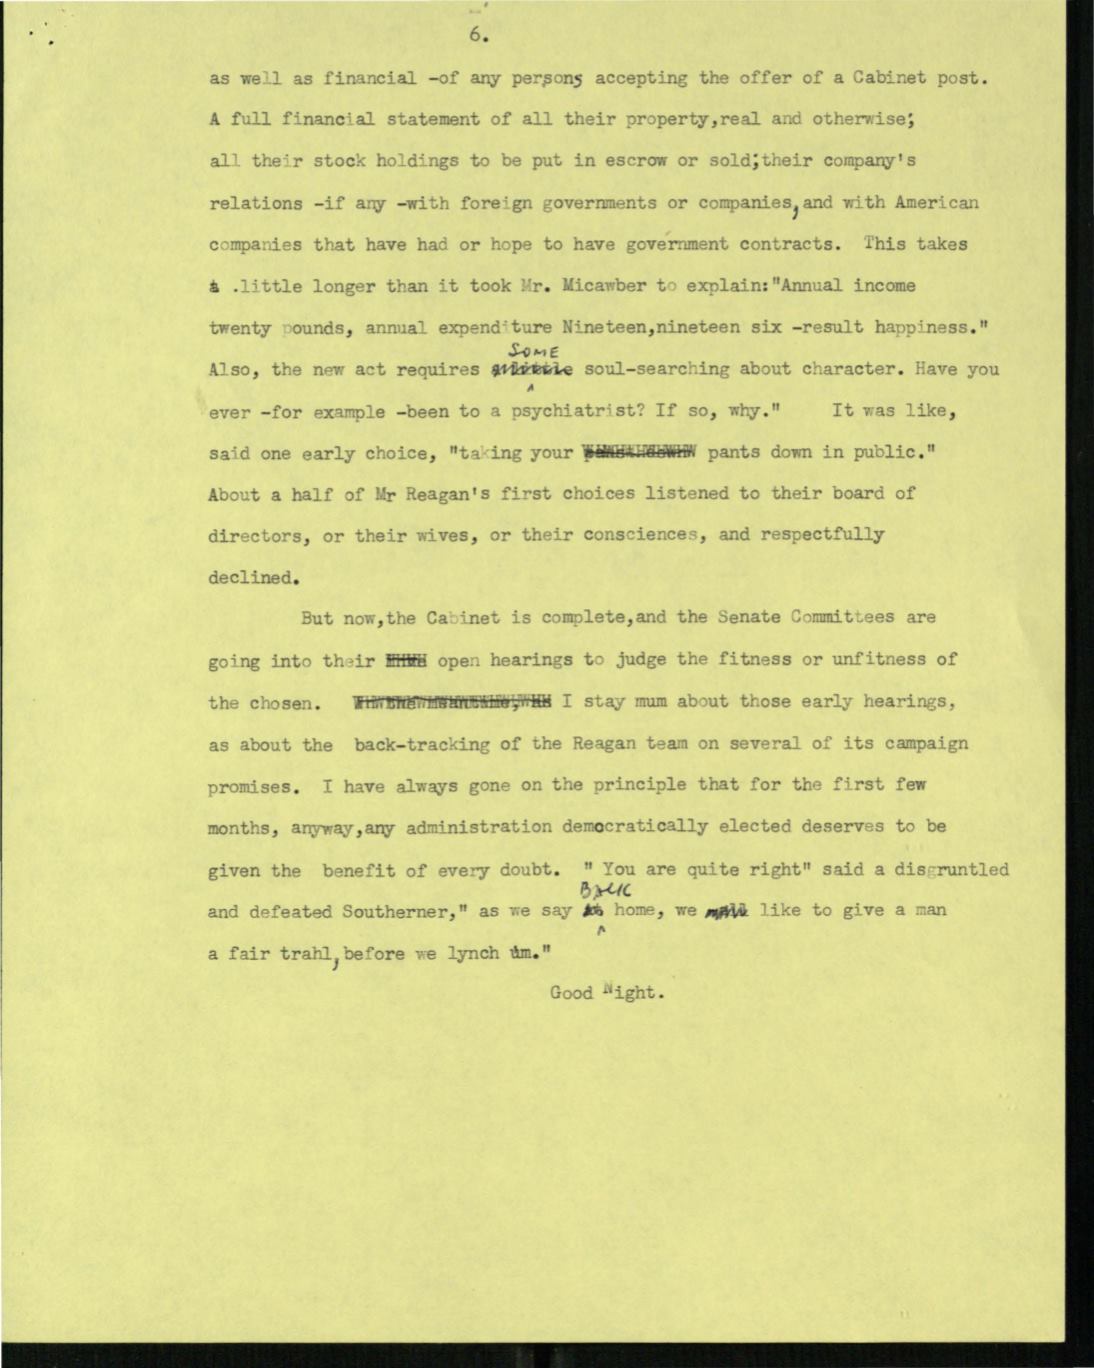 6.
as well as financial -of any persons accepting the offer of a Cabinet post.
A full financial statement of all their property,real and otherwise;
all their stock holdings to be put in escrow or sold;their company's
relations -if any -with foreign governments or companies,and with American
companies that have had or hope to have government contracts. This takes
a .little longer than it took Mr. Micawber to explain:"Annual income
twenty pounds, annual expenditure Nineteen,nineteen six -result happiness."
SOME
Also, the new act requires soul-searching about character. Have you
ever -for example -been to a psychiatrist? If so, why." It was like,
said one early choice, "taking your pants down in public."
About a half of Mr Reagan's first choices listened to their board of
directors, or their wives, or their consciences, and respectfully
declined.
But now,the Cabinet is complete,and the Senate Committees are
going into their open hearings to judge the fitness or unfitness of
the chosen. I stay mum about those early hearings,
as about the back-tracking of the Reagan team on several of its campaign
promises. I have always gone on the principle that for the first few
months, anyway,any administration democratically elected deserves to be
given the benefit of every doubt. " You are quite right" said a disgruntled
BACK
and defeated Southerner," as we say home, we like to give a man
a fair trahl,before we lynch im."
Good Night.